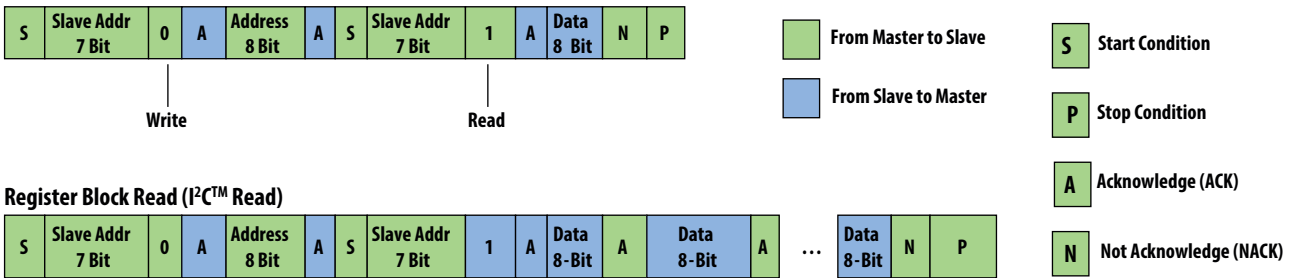 S Slave Addr 7 Bit 0 A Address 8 Bit A S Slave Addr 7 Bit 1 A Data 8 Bit N P
Write Read
From Master to Slave
From Slave to Master
S Start Condition
P Stop Condition
A Acknowledge (ACK)
N Not Acknowledge (NACK)
Register Block Read (I²C™ Read)
S Slave Addr 7 Bit 0 A Address 8 Bit A S Slave Addr 7 Bit 1 A Data 8-Bit A Data 8-Bit A ... Data 8-Bit N P